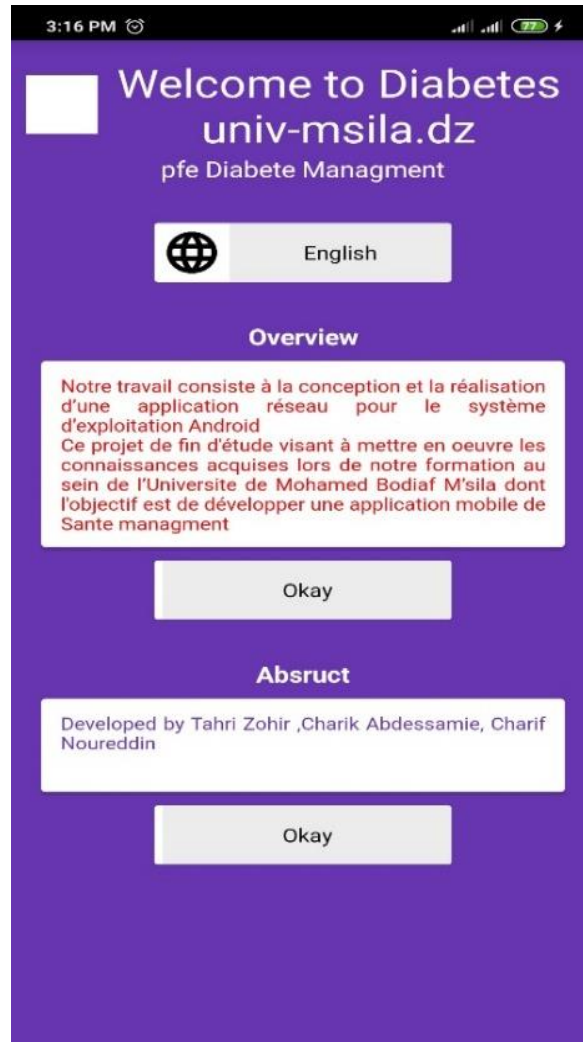 3:16 PM
77
Welcome to Diabetes
univ-msila.dz
pfe Diabete Managment
English
Overview
Notre travail consiste à la conception et la réalisation
d'une application réseau pour le système
d'exploitation Android
Ce projet de fin d'étude visant à mettre en oeuvre les
connaissances acquises lors de notre formation au
sein de l'Universite de Mohamed Bodiaf M'sila dont
l'objectif est de développer une application mobile de
Sante managment
Okay
Absruct
Developed by Tahri Zohir ,Charik Abdessamie, Charif
Noureddin
Okay